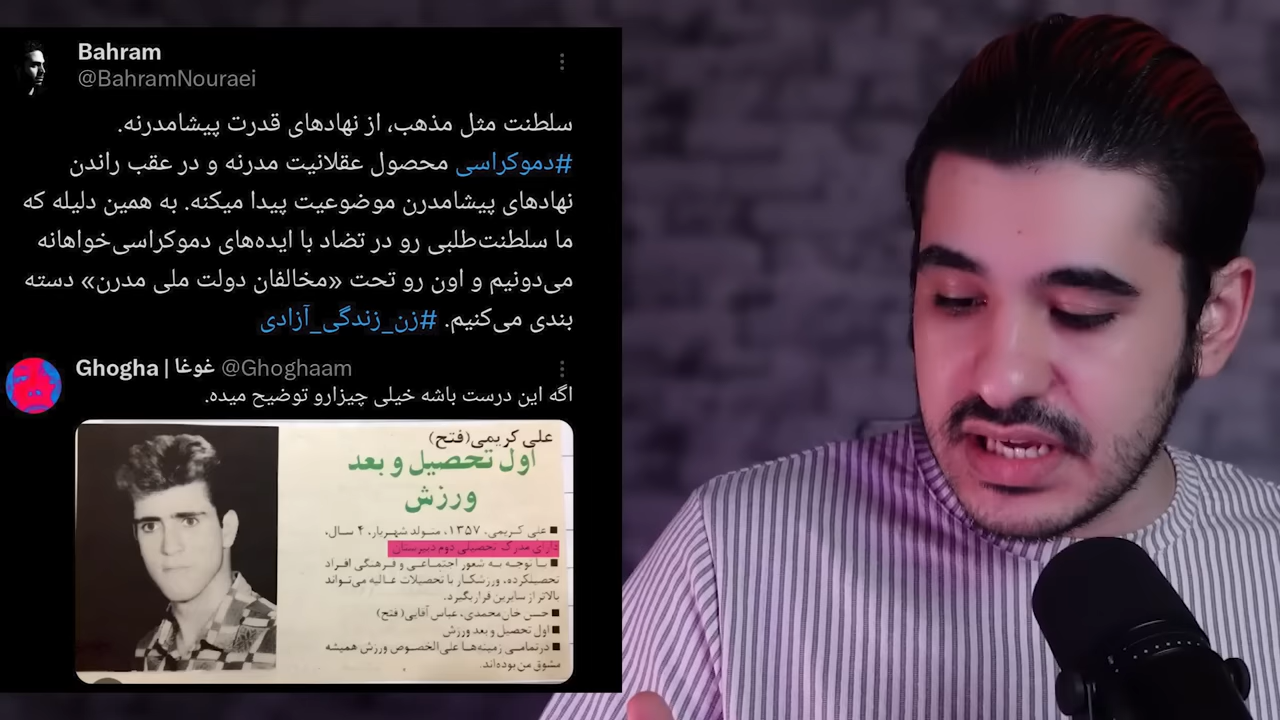 Bahram
@BahramNouraei
سلطنت مثل مذهب، از نهادهای قدرت پیشامدرنه.
#دموکراسی محصول عقلانیت مدرنه و در عقب راندن
نهادهای پیشامدرن موضوعیت پیدا میکنه. به همین دلیله که
ما سلطنت‌طلبی رو در تضاد با ایده‌های دموکراسی‌خواهانه
می‌دونیم و اون رو تحت «مخالفان دولت ملی مدرن» دسته
بندی می‌کنیم. #زن_زندگی_آزادی
Ghogha | غوغا @Ghoghaam
اگه این درست باشه خیلی چیزارو توضیح میده.
علی کریمی(فتح)
اول تحصیل و بعد
ورزش
■ علی کریمی، ۱۳۵۷، متولد شهریار، ۴ سال،
دارای مدرک تحصیلی دوم دبیرستان
■ با توجه به شعور اجتماعی و فرهنگی افراد
تحصیلکرده، ورزشکار با تحصیلات عالیه می‌تواند
بالاتر از سایرین قرار بگیرد.
■ حسن خان‌محمدی، عباس آقایی(فتح)
■ اول تحصیل و بعد ورزش
■ در تمامی زمینه‌ها علی‌الخصوص ورزش همیشه
مشوق من بوده‌اند.